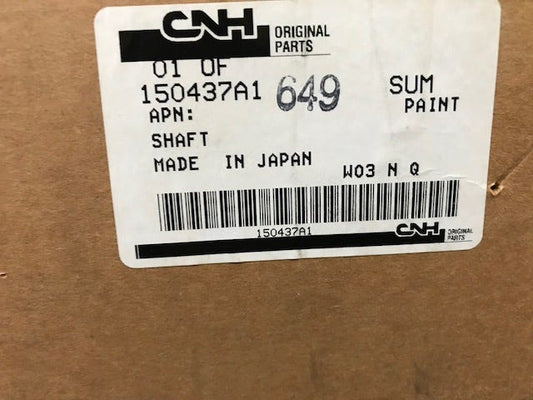 CNH ORIGINAL PARTS
01 OF
150437A1 649 SUM
APN: PAINT
SHAFT
MADE IN JAPAN W03 N Q
150437A1
CNH ORIGINAL PARTS